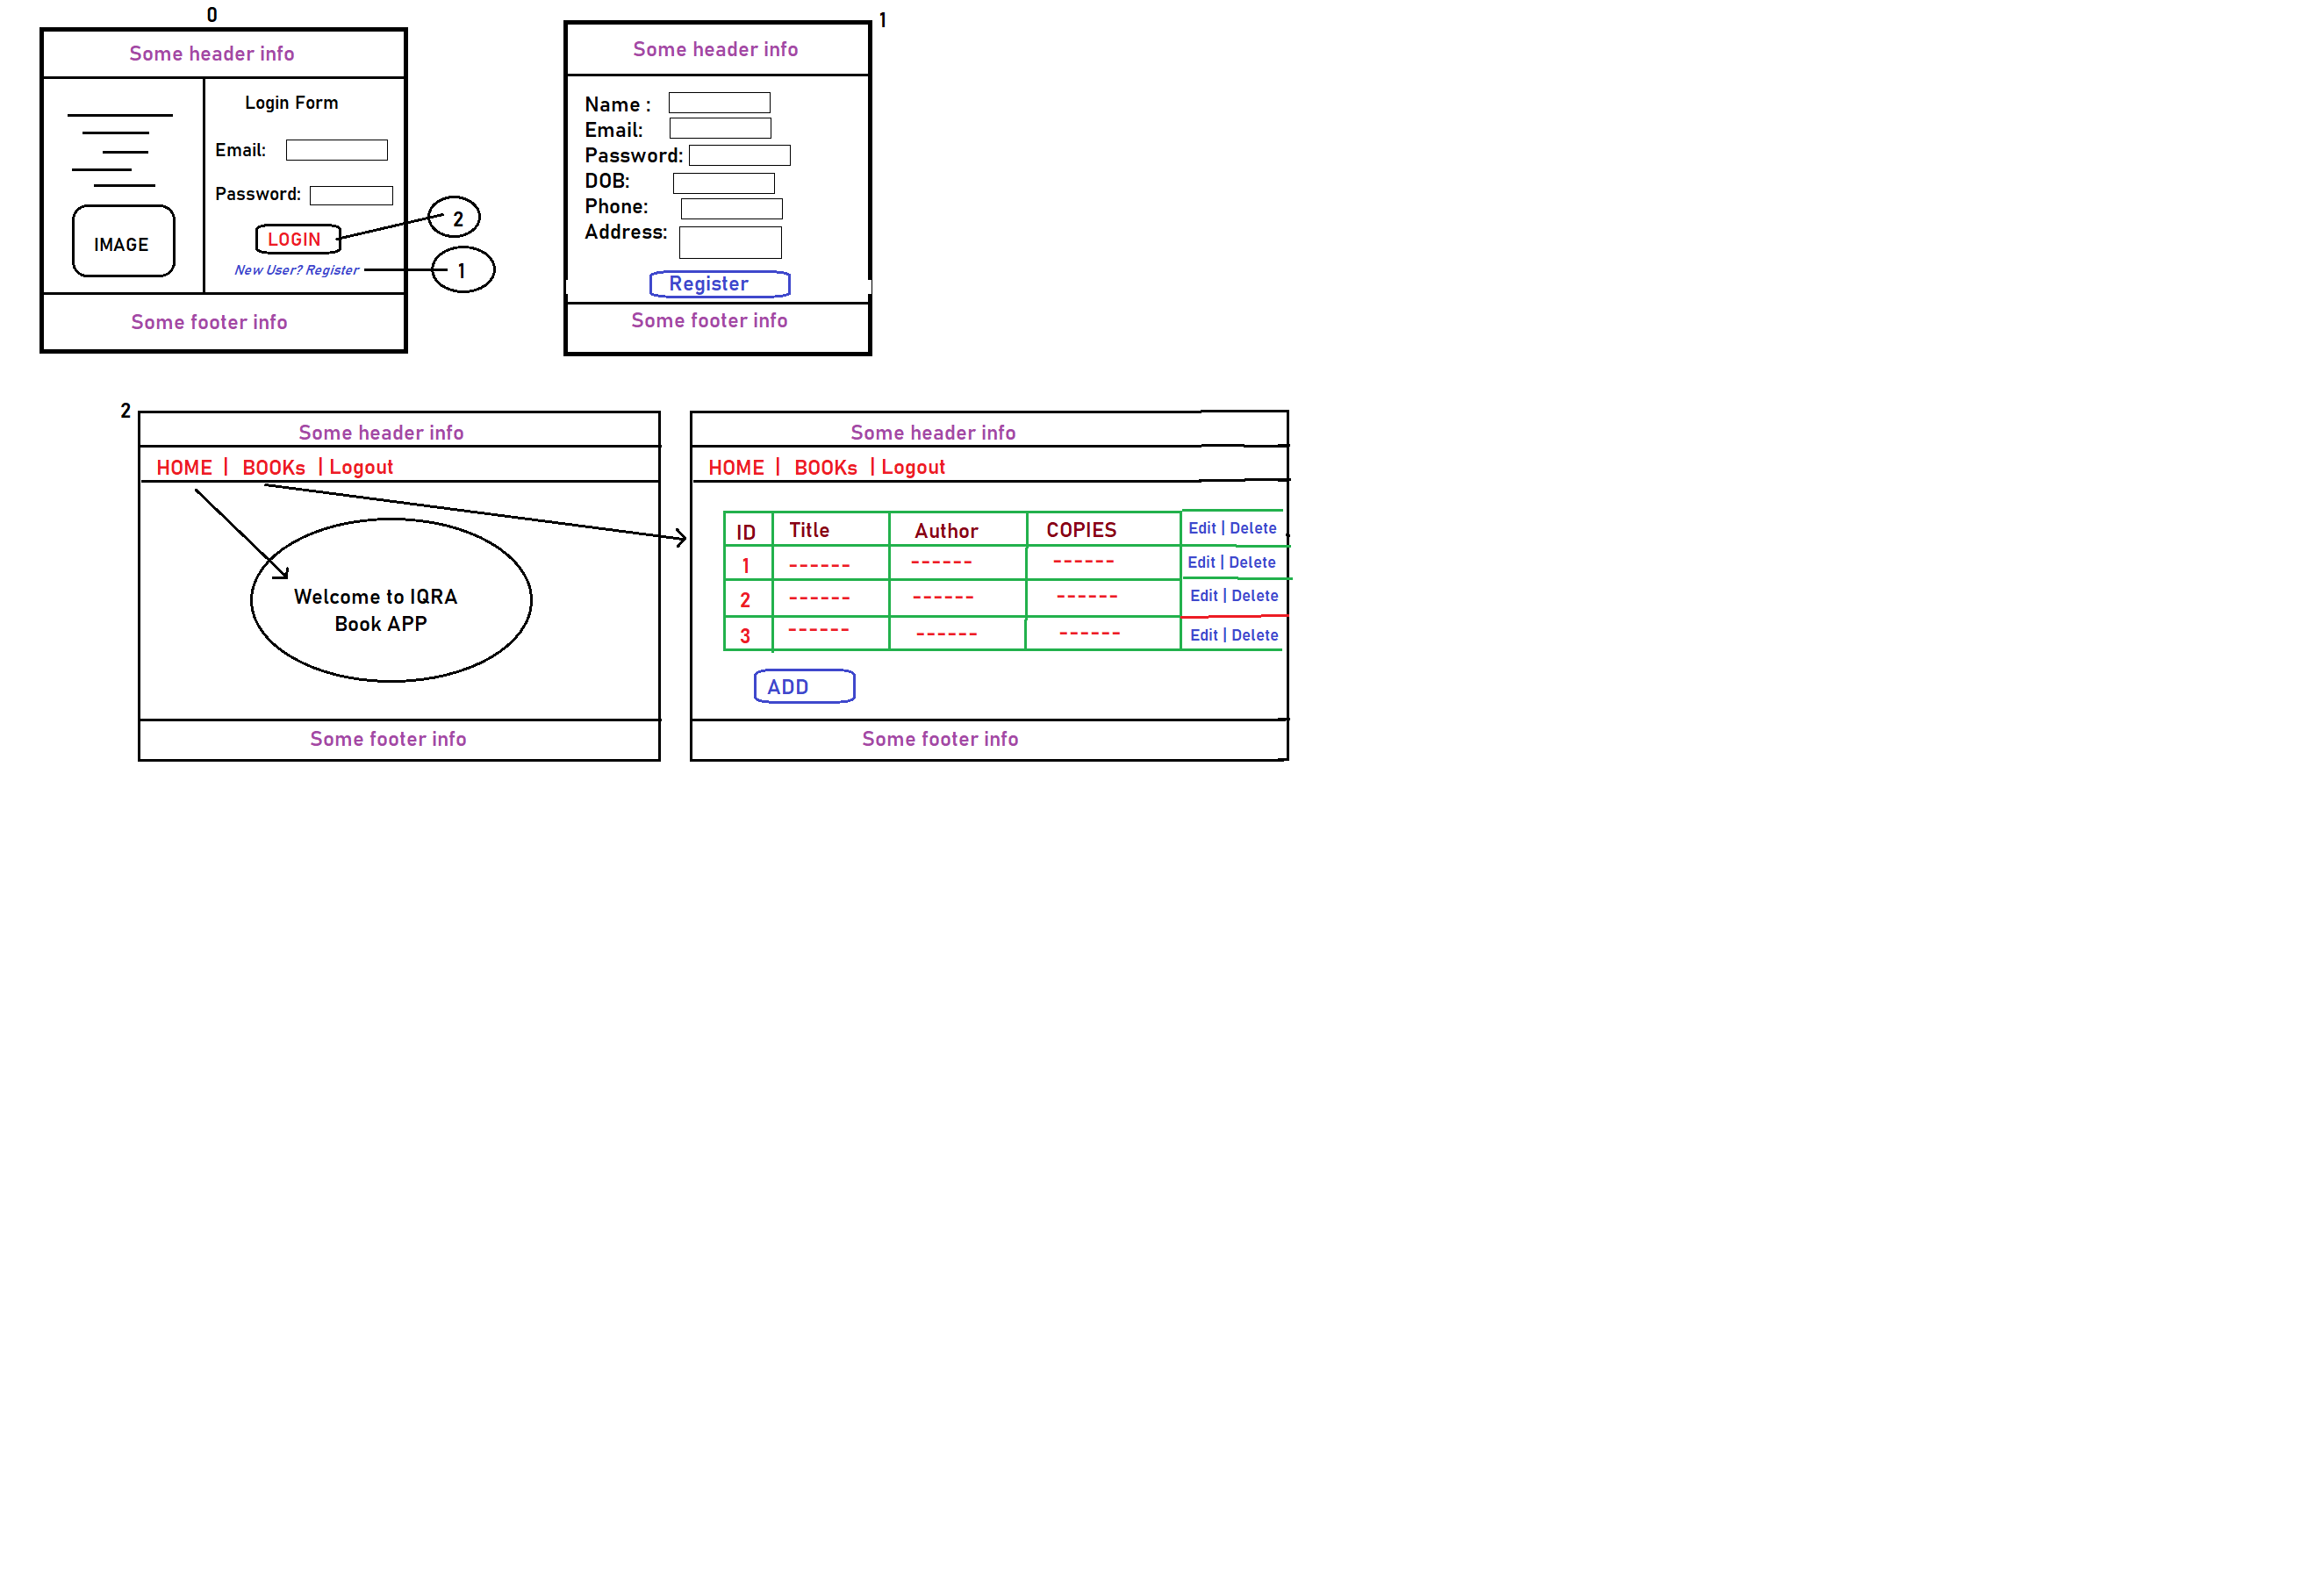 0
Some header info
Login Form
Email:
Password:
LOGIN
New User? Register
IMAGE
2
1
Some footer info
1
Some header info
Name :
Email:
Password:
DOB:
Phone:
Address:
Register
Some footer info
2
Some header info
HOME | BOOKs | Logout
Welcome to IQRA
Book APP
Some footer info
Some header info
HOME | BOOKs | Logout
ID Title Author COPIES Edit | Delete
1 ------ ------ ------ Edit | Delete
2 ------ ------ ------ Edit | Delete
3 ------ ------ ------ Edit | Delete
ADD
Some footer info